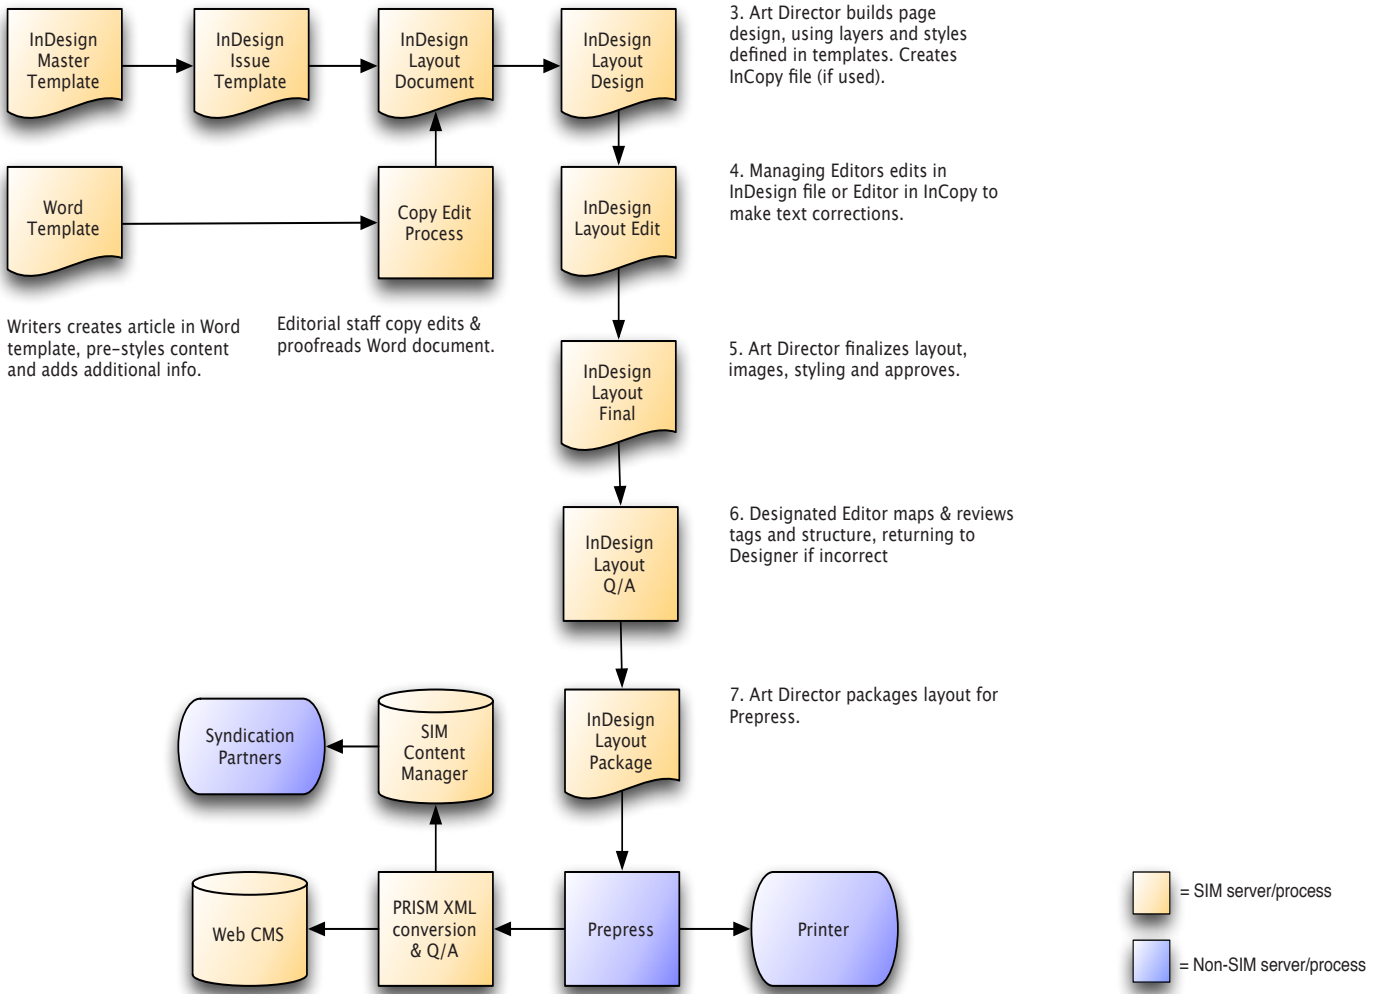 InDesign
Master
Template
InDesign
Issue
Template
InDesign
Layout
Document
InDesign
Layout
Design
3. Art Director builds page
design, using layers and styles
defined in templates. Creates
InCopy file (if used).
Word
Template
Copy Edit
Process
InDesign
Layout Edit
4. Managing Editors edits in
InDesign file or Editor in InCopy to
make text corrections.
Writers creates article in Word
template, pre-styles content
and adds additional info.
Editorial staff copy edits &
proofreads Word document.
InDesign
Layout
Final
5. Art Director finalizes layout,
images, styling and approves.
InDesign
Layout
Q/A
6. Designated Editor maps & reviews
tags and structure, returning to
Designer if incorrect
Syndication
Partners
SIM
Content
Manager
InDesign
Layout
Package
7. Art Director packages layout for
Prepress.
Web CMS
PRISM XML
conversion
& Q/A
Prepress
Printer
= SIM server/process
= Non-SIM server/process